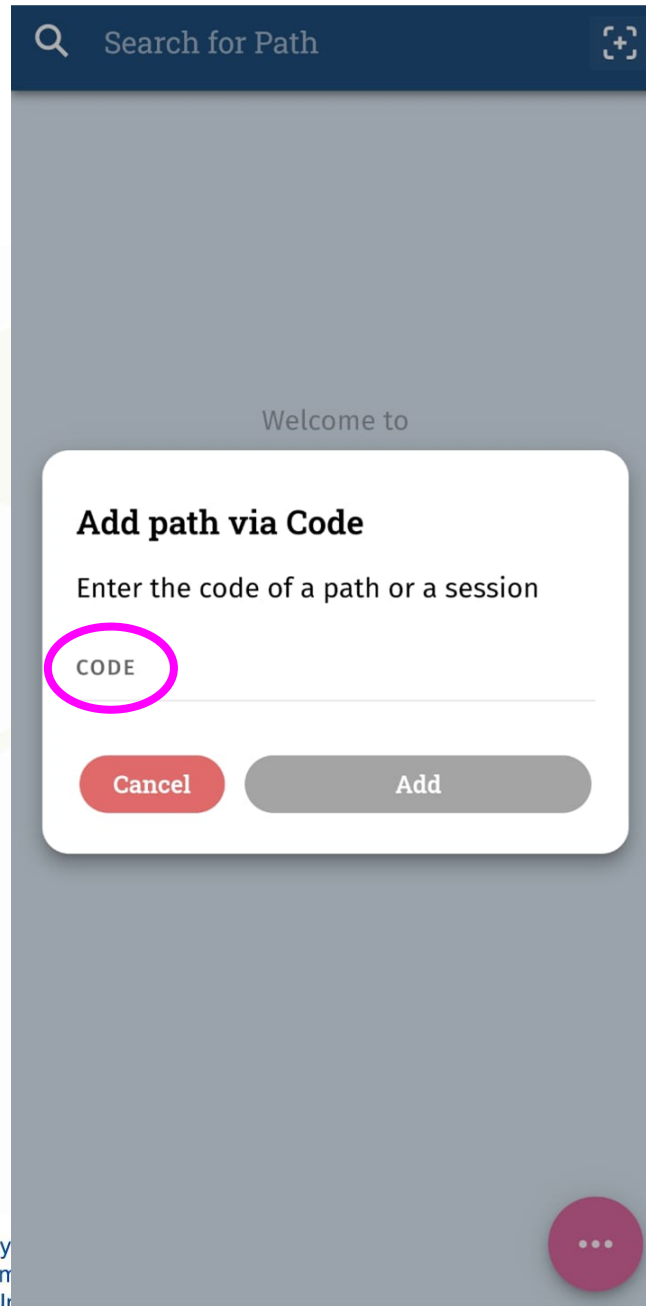 Search for Path
Welcome to
Add path via Code
Enter the code of a path or a session
CODE
Cancel
Add